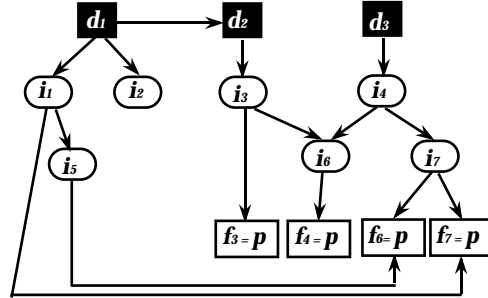 d₁ d₂ d₃
i₁ i₂ i₃ i₄
i₅ i₆ i₇
f₃ = p f₄ = p f₆= p f₇= p